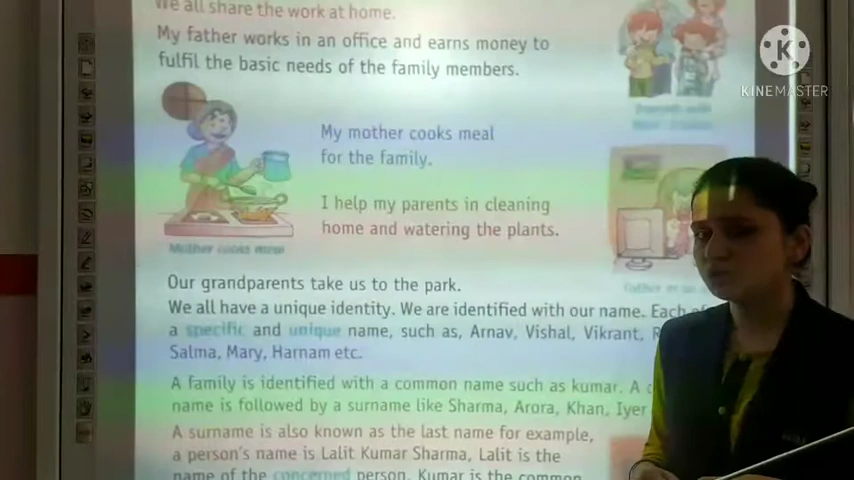 We all share the work at home.
My father works in an office and earns money to
fulfil the basic needs of the family members.
KINEMASTER
My mother cooks meal
for the family.
I help my parents in cleaning
home and watering the plants.
Mother cooks meal
Father
Our grandparents take us to the park.
We all have a unique identity. We are identified with our name. Each
a specific and unique name, such as, Arnav, Vishal, Vikrant,
Salma, Mary, Harnam etc.
A family is identified with a common name such as kumar. A
name is followed by a surname like Sharma, Arora, Khan, Iyer
A surname is also known as the last name for example,
a person's name is Lalit Kumar Sharma, Lalit is the
name of the concerned person, Kumar is the common